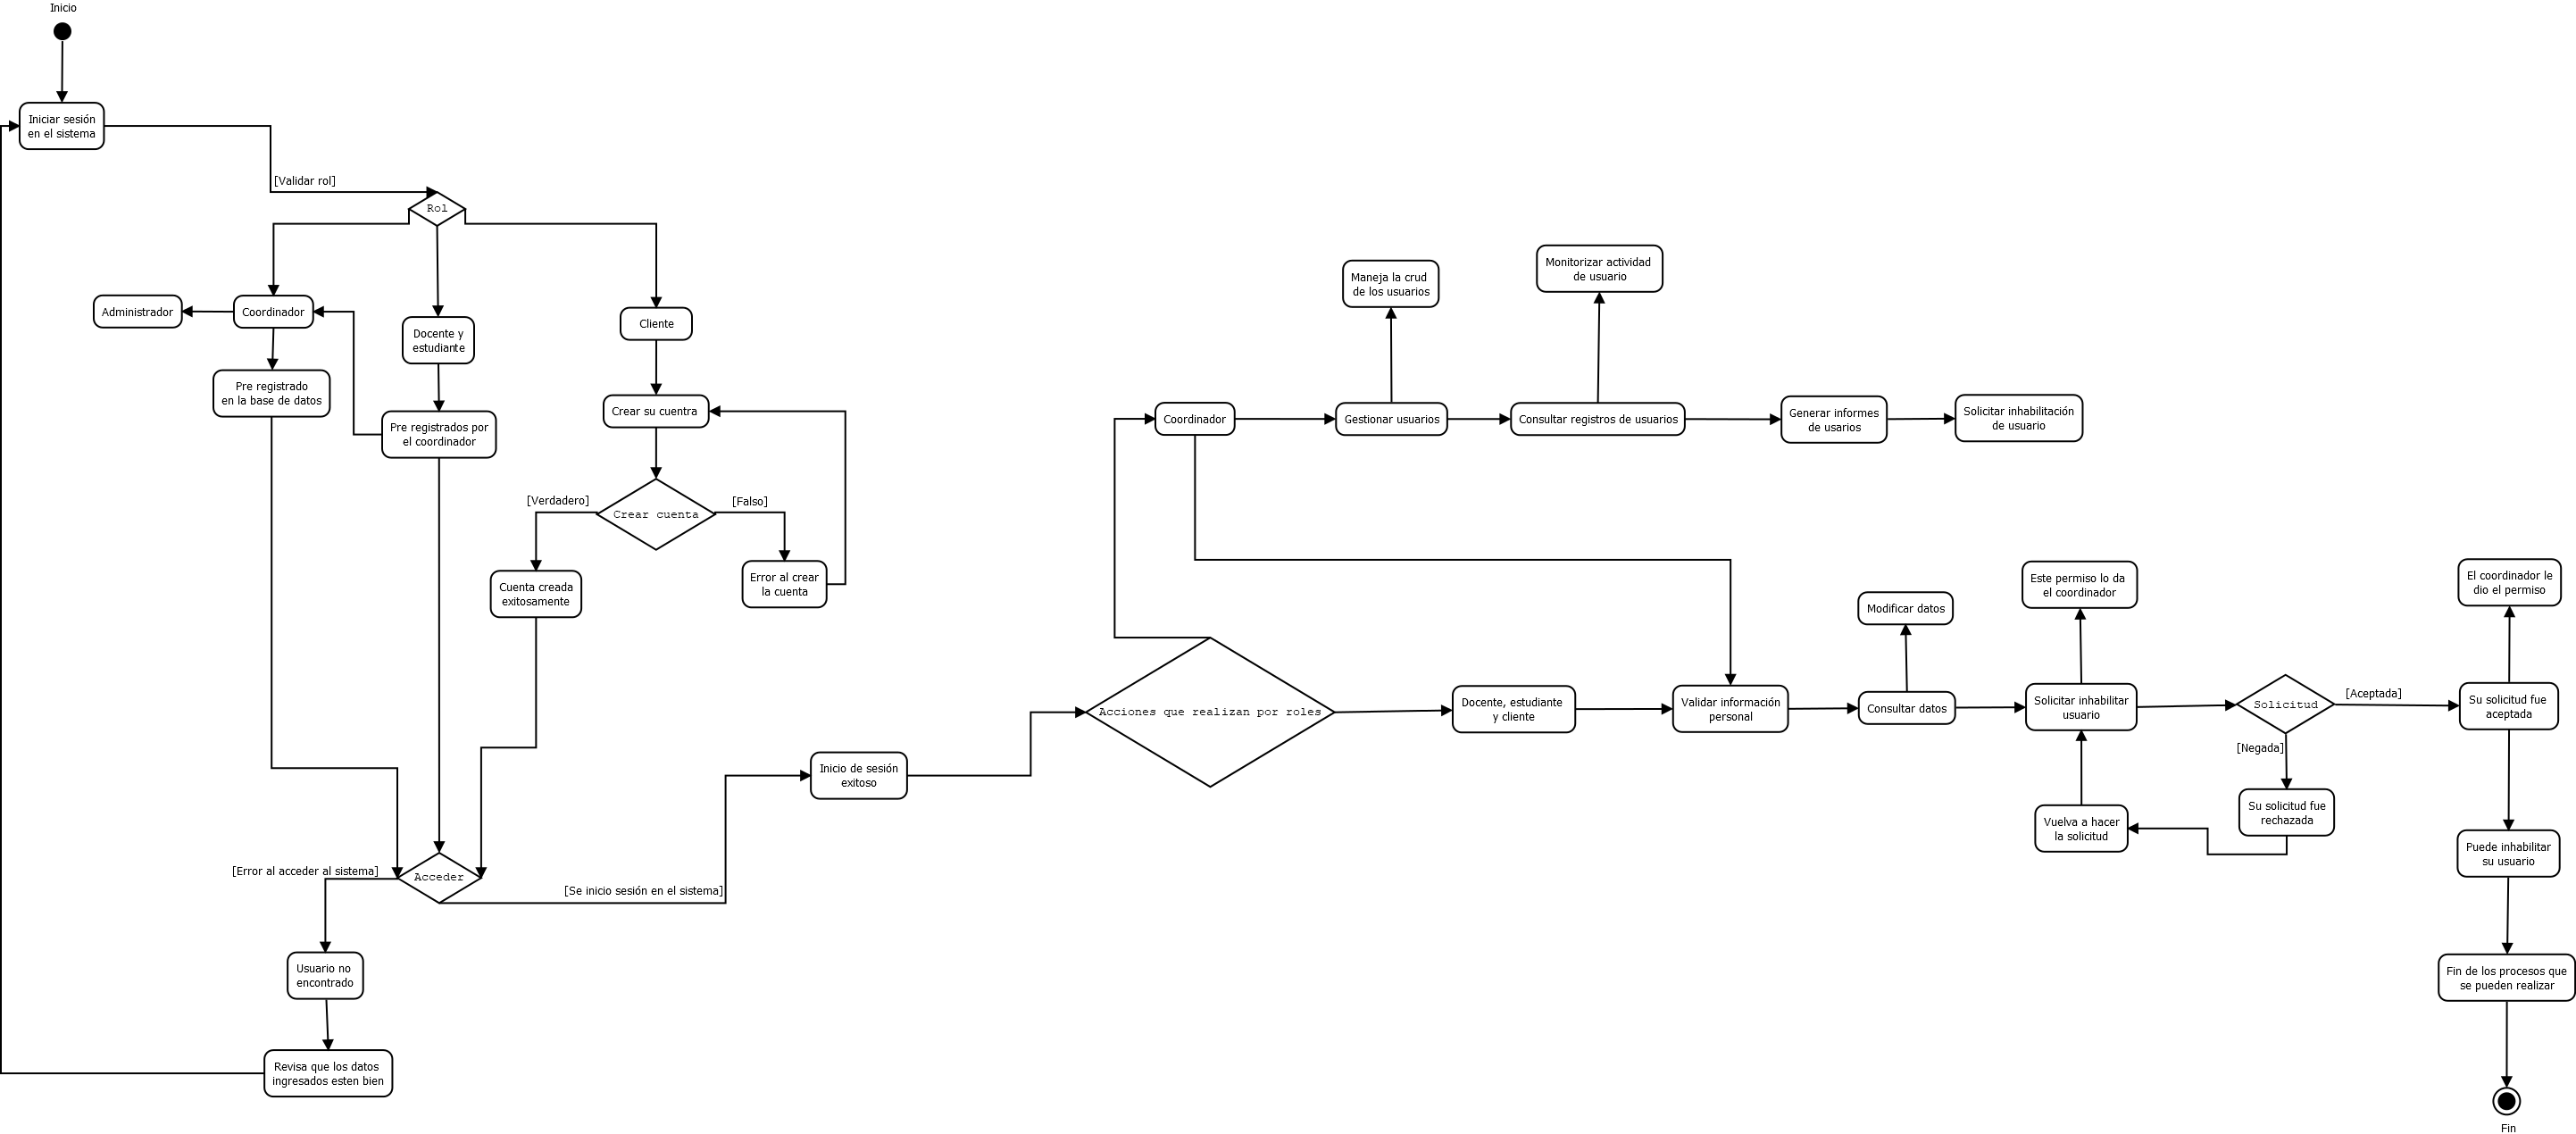 Inicio
Iniciar sesión
en el sistema
[Validar rol]
Rol
Administrador
Coordinador
Docente y
estudiante
Cliente
Pre registrado
en la base de datos
Pre registrados por
el coordinador
Crear su cuentra
[Verdadero]
[Falso]
Crear cuenta
Cuenta creada
exitosamente
Error al crear
la cuenta
[Error al acceder al sistema]
Acceder
[Se inicio sesión en el sistema]
Usuario no
encontrado
Revisa que los datos
ingresados esten bien
Inicio de sesión
exitoso
Acciones que realizan por roles
Coordinador
Maneja la crud
de los usuarios
Gestionar usuarios
Monitorizar actividad
de usuario
Consultar registros de usuarios
Generar informes
de usarios
Solicitar inhabilitación
de usuario
Docente, estudiante
y cliente
Validar información
personal
Modificar datos
Consultar datos
Este permiso lo da
el coordinador
Solicitar inhabilitar
usuario
Solicitud
[Aceptada]
[Negada]
Su solicitud fue
rechazada
Vuelva a hacer
la solicitud
El coordinador le
dio el permiso
Su solicitud fue
aceptada
Puede inhabilitar
su usuario
Fin de los procesos que
se pueden realizar
Fin